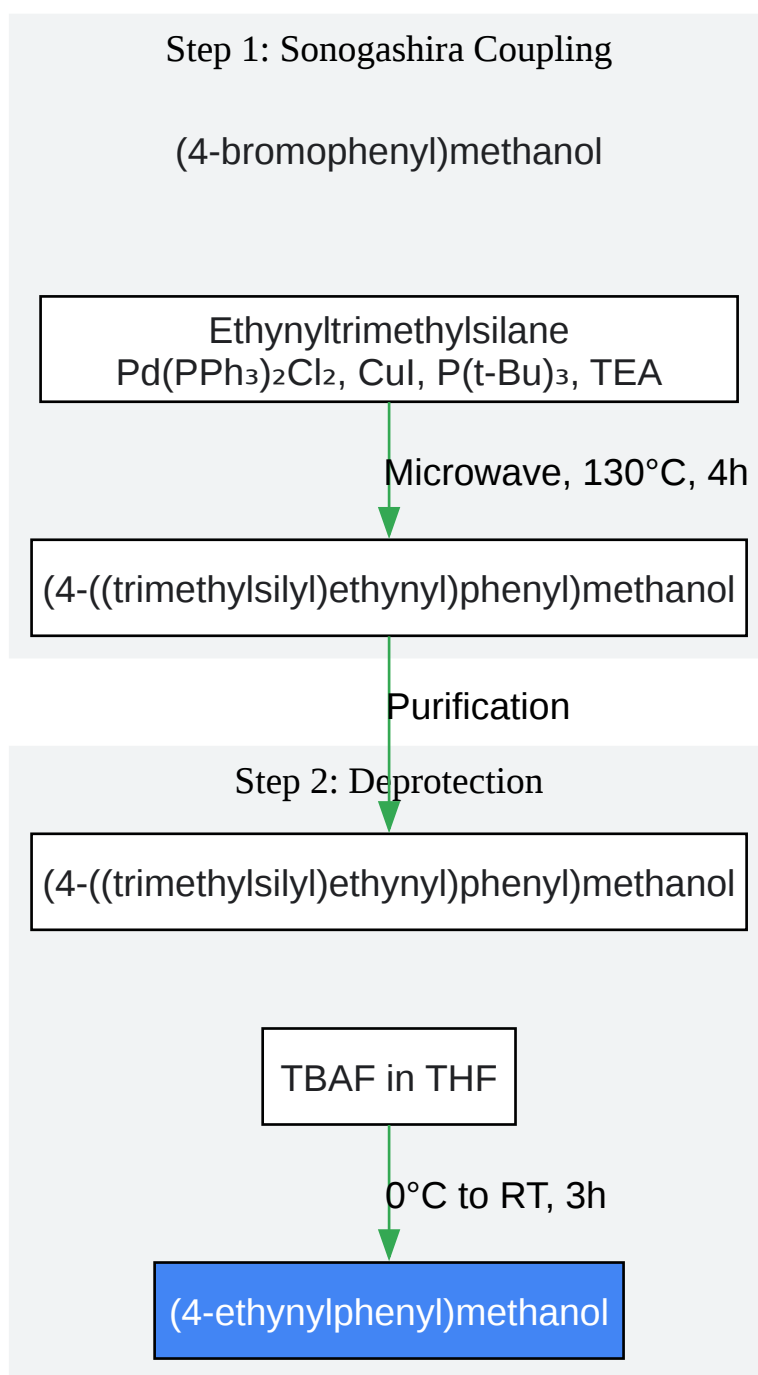 Step 1: Sonogashira Coupling
(4-bromophenyl)methanol
Ethynyltrimethylsilane
Pd(PPh₃)₂Cl₂, CuI, P(t-Bu)₃, TEA
Microwave, 130°C, 4h
(4-((trimethylsilyl)ethynyl)phenyl)methanol
Purification
Step 2: Deprotection
(4-((trimethylsilyl)ethynyl)phenyl)methanol
TBAF in THF
0°C to RT, 3h
(4-ethynylphenyl)methanol